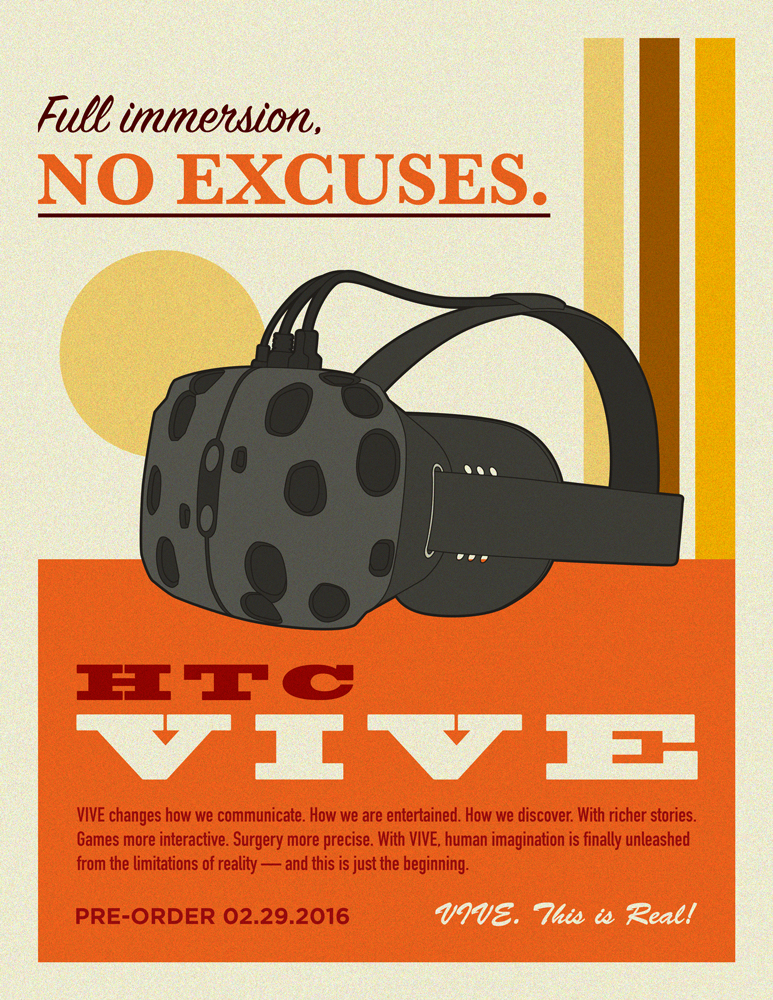 Full immersion,
NO EXCUSES.
HTC
VIVE
VIVE changes how we communicate. How we are entertained. How we discover. With richer stories.
Games more interactive. Surgery more precise. With VIVE, human imagination is finally unleashed
from the limitations of reality — and this is just the beginning.
PRE-ORDER 02.29.2016
VIVE. This is Real!